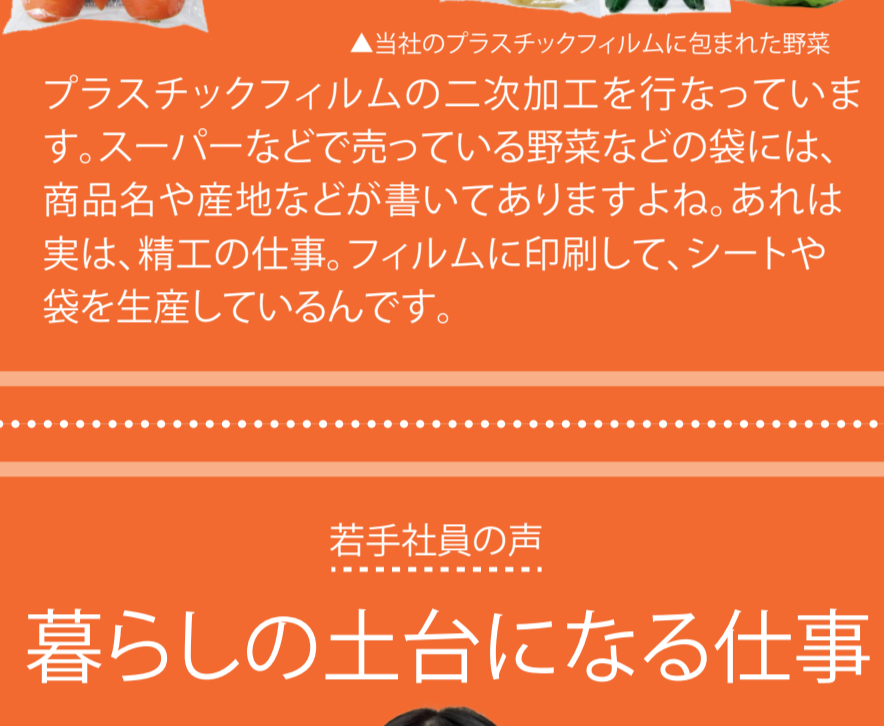 ▲当社のプラスチックフィルムに包まれた野菜
プラスチックフィルムの二次加工を行なっていま
す。スーパーなどで売っている野菜などの袋には、
商品名や産地などが書いてありますよね。あれは
実は、精工の仕事。フィルムに印刷して、シートや
袋を生産しているんです。
若手社員の声
暮らしの土台になる仕事